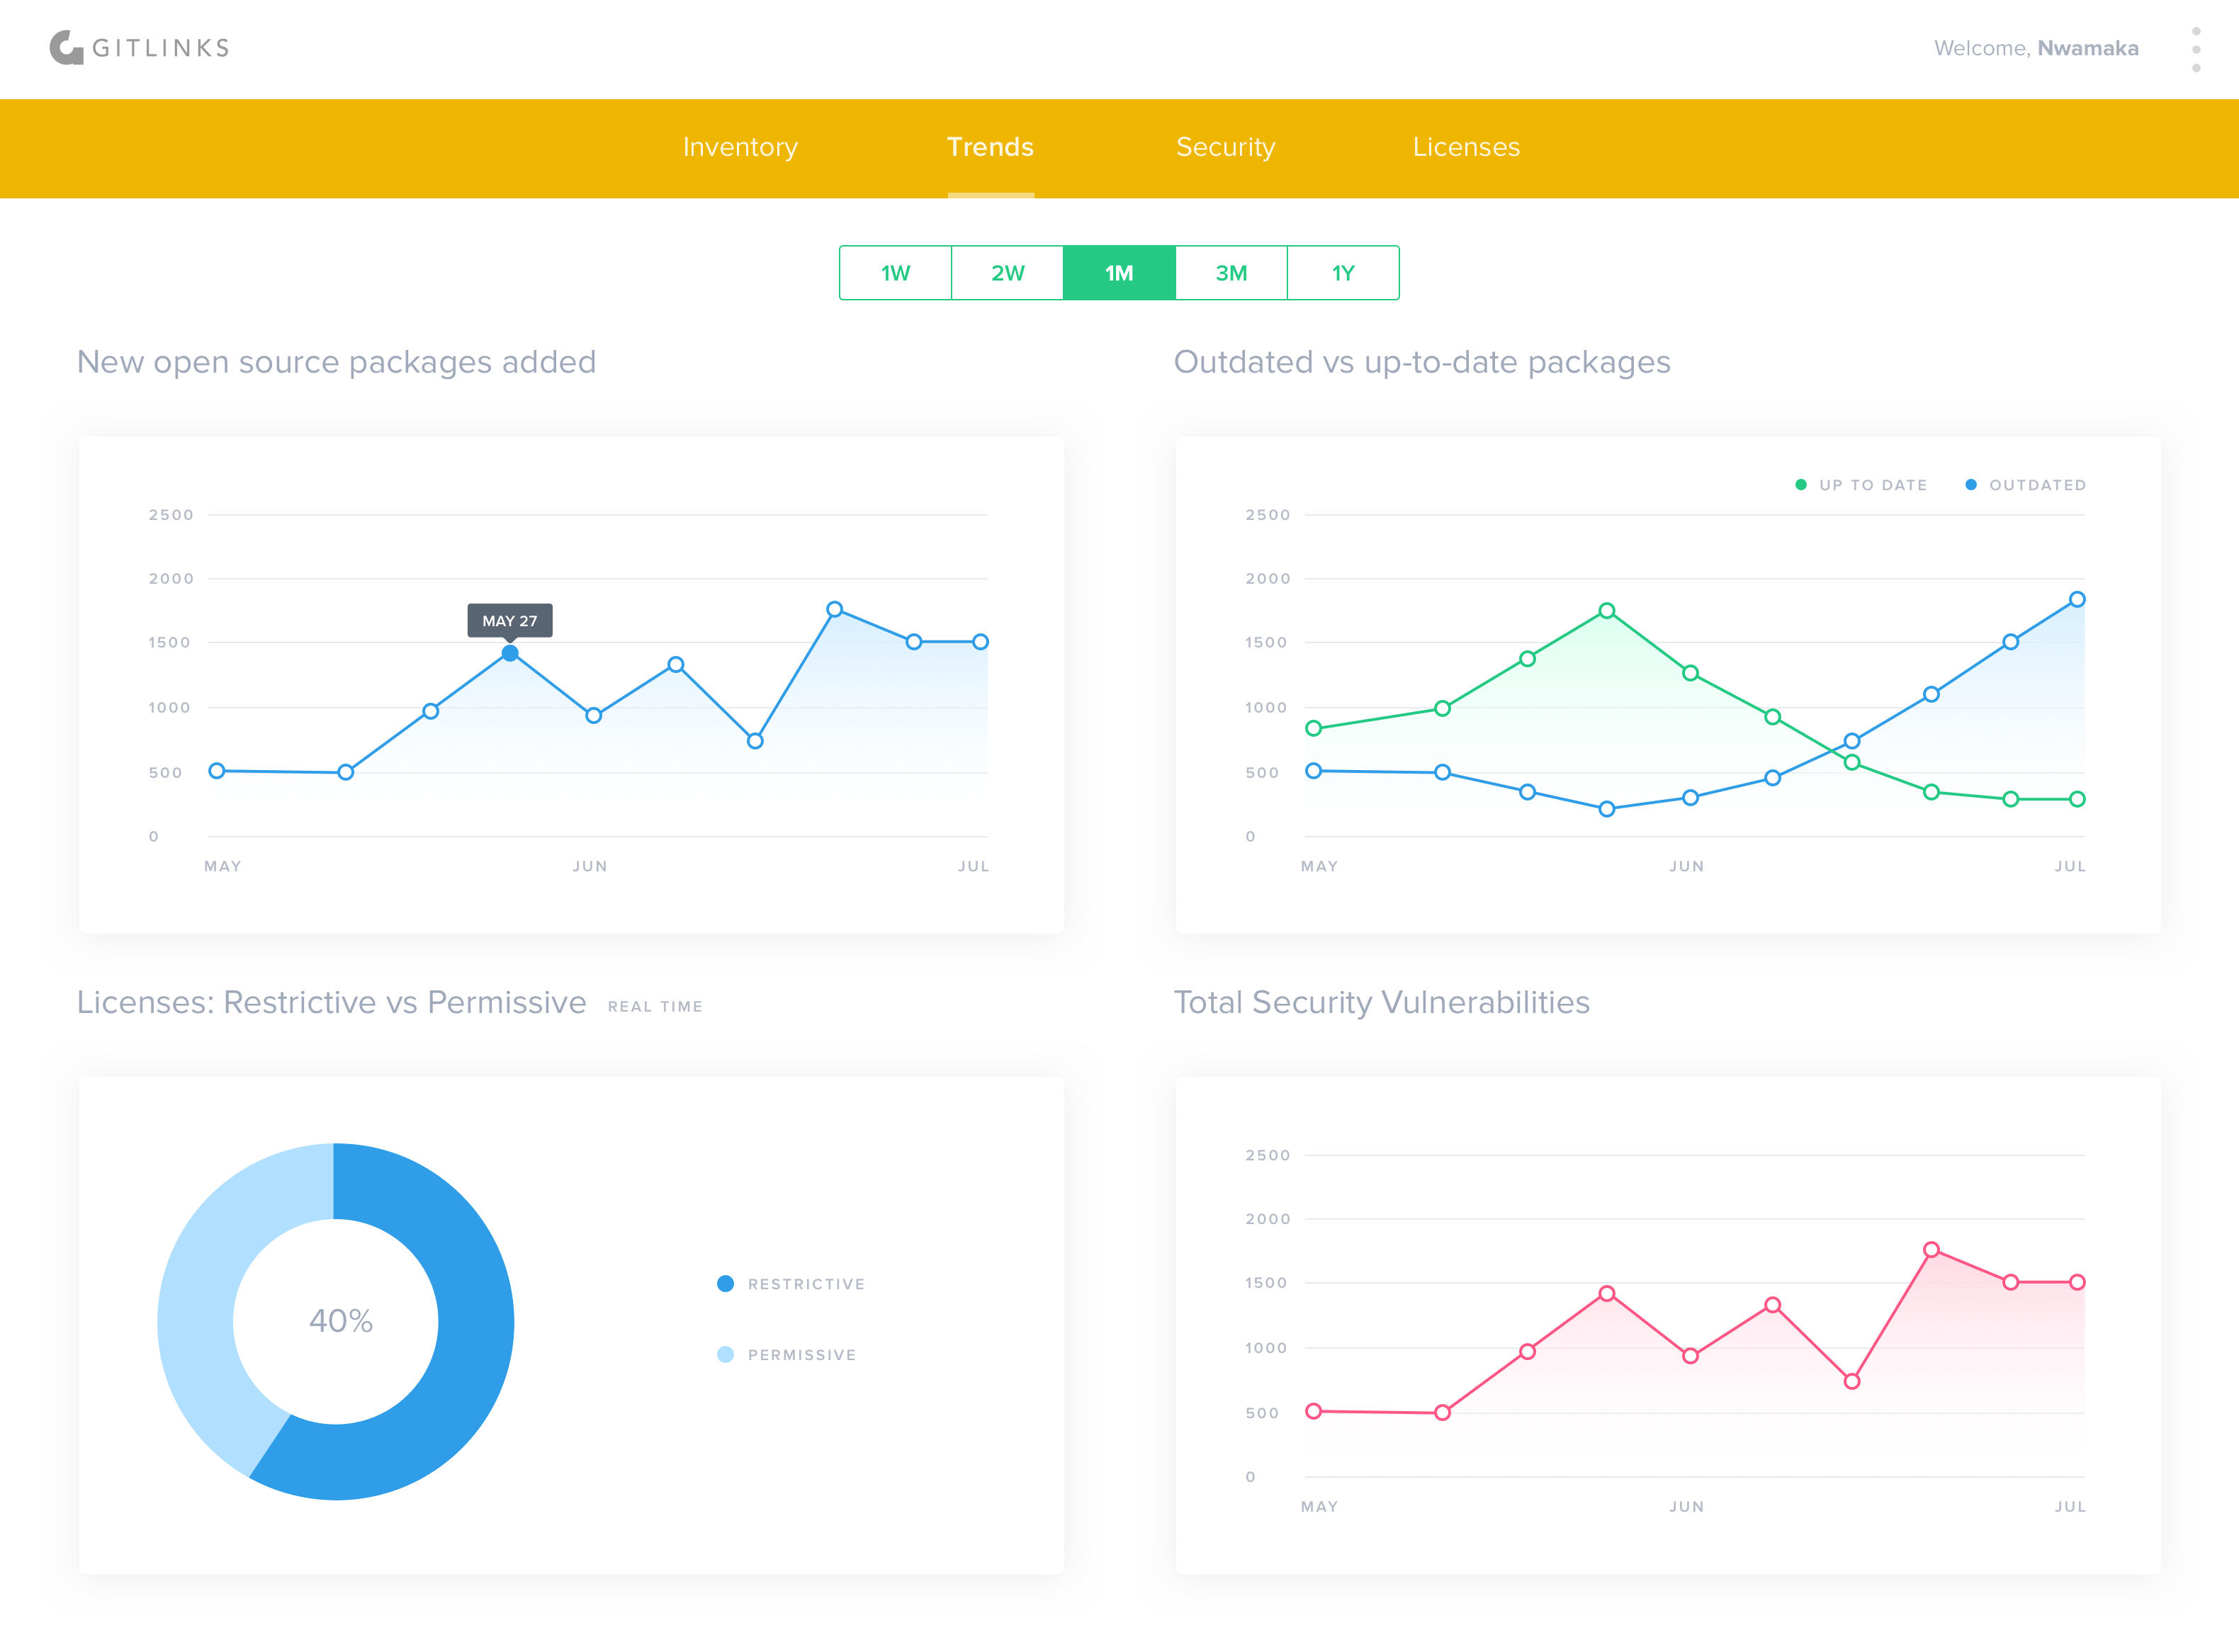 GITLINKS
Welcome, Nwamaka
Inventory Trends Security Licenses
1W 2W 1M 3M 1Y
New open source packages added
2500
2000
MAY 27
1500
1000
500
0
MAY JUN JUL
Outdated vs up-to-date packages
UP TO DATE OUTDATED
2500
2000
1500
1000
500
0
MAY JUN JUL
Licenses: Restrictive vs Permissive REAL TIME
40%
RESTRICTIVE
PERMISSIVE
Total Security Vulnerabilities
2500
2000
1500
1000
500
0
MAY JUN JUL